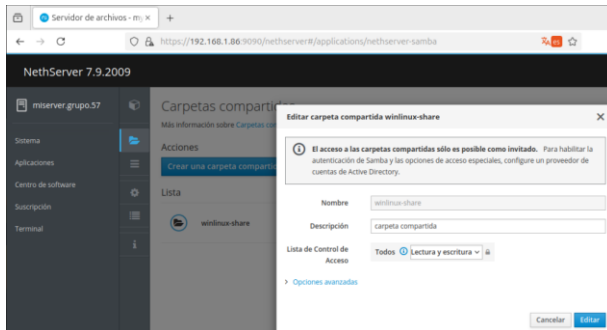 Servidor de archivos - my
https://192.168.1.86:9090/nethserver#/applications/nethserver-samba
NethServer 7.9.2009
miserver.grupo.57
Sistema
Aplicaciones
Centro de software
Suscripción
Terminal
Carpetas comparti
Más información sobre Carpetas con
Acciones
Crear una carpeta comparti
Lista
winlinux-share
Editar carpeta compartida winlinux-share
El acceso a las carpetas compartidas sólo es posible como invitado. Para habilitar la
autenticación de Samba y las opciones de acceso especiales, configure un proveedor de
cuentas de Active Directory.
Nombre winlinux-share
Descripción carpeta compartida
Lista de Control de
Acceso
Todos Lectura y escritura
Opciones avanzadas
Cancelar Editar